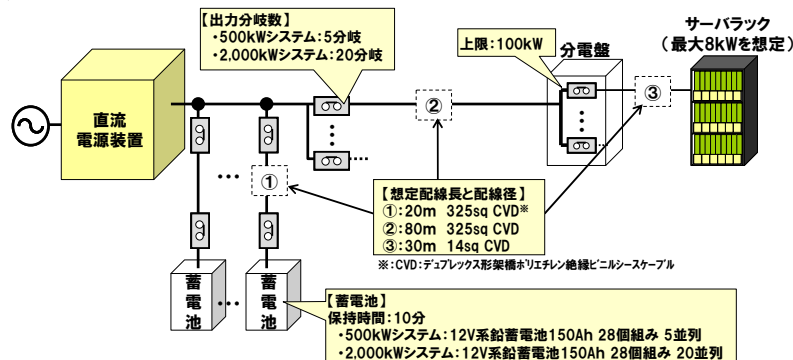 【出力分岐数】
・500kWシステム：5分岐
・2,000kWシステム：20分岐
上限：100kW
分電盤
サーバラック
（最大8kWを想定）
直流
電源装置
②
③
…
①
【想定配線長と配線径】
①：20m 325sq CVD※
②：80m 325sq CVD
③：30m 14sq CVD
※：CVD：デュプレックス形架橋ポリエチレン絶縁ビニルシースケーブル
蓄電池
…
蓄電池
【蓄電池】
保持時間：10分
・500kWシステム：12V系鉛蓄電池150Ah 28個組み 5並列
・2,000kWシステム：12V系鉛蓄電池150Ah 28個組み 20並列